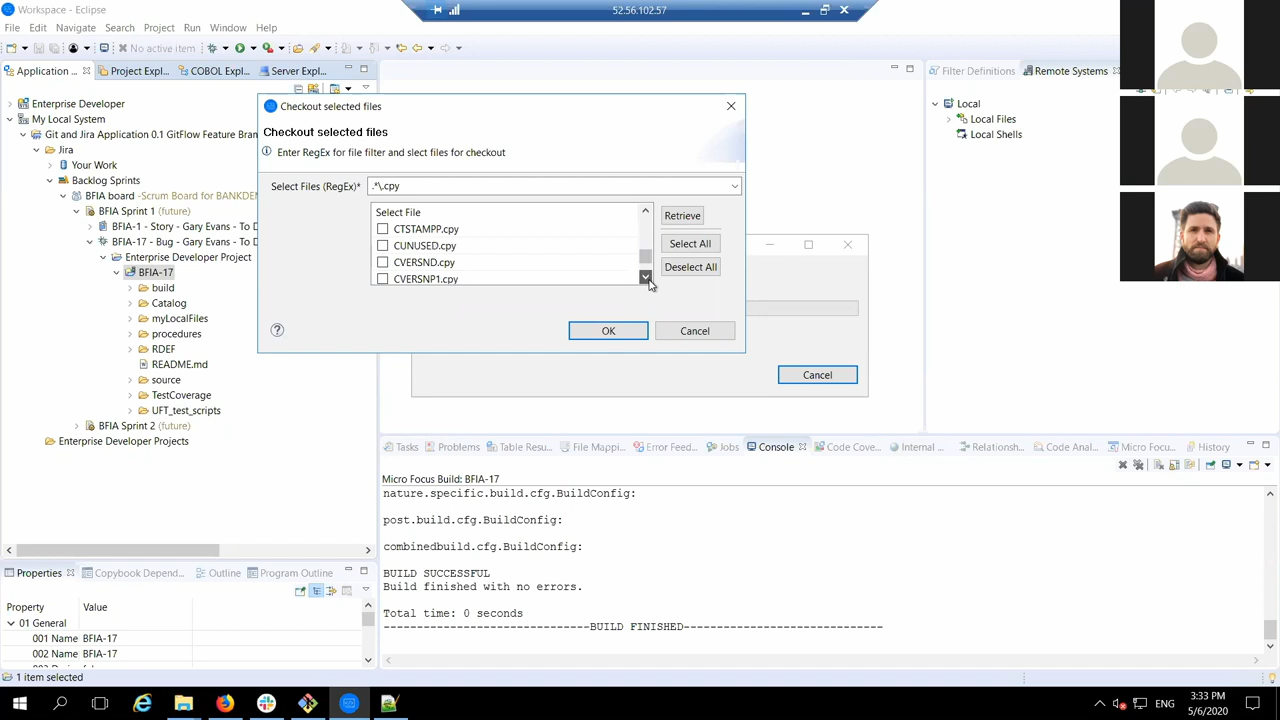 Workspace - Eclipse
52.56.102.57
File Edit Navigate Search Project Run Window Help
No active item
Application ...
Project Expl...
COBOL Expl...
Server Expl...
Filter Definitions
Remote Systems
Enterprise Developer
My Local System
Git and Jira Application 0.1 GitFlow Feature Bran
Jira
Your Work
Backlog Sprints
BFIA board -Scrum Board for BANKDEM
BFIA Sprint 1 (future)
BFIA-1 - Story - Gary Evans - To D
BFIA-17 - Bug - Gary Evans - To D
Enterprise Developer Project
BFIA-17
build
Catalog
myLocalFiles
procedures
RDEF
README.md
source
TestCoverage
UFT_test_scripts
BFIA Sprint 2 (future)
Enterprise Developer Projects
Checkout selected files
Checkout selected files
Enter RegEx for file filter and slect files for checkout
Select Files (RegEx)*
.*\.cpy
Select File
CTSTAMPP.cpy
CUNUSED.cpy
CVERSND.cpy
CVERSNP1.cpy
Retrieve
Select All
Deselect All
OK
Cancel
Cancel
Local
Local Files
Local Shells
Tasks
Problems
Table Resu...
File Mappi...
Error Feed...
Jobs
Console
Code Cove...
Internal ...
Relationsh...
Code Anal...
Micro Focu...
History
Micro Focus Build: BFIA-17
nature.specific.build.cfg.BuildConfig:
post.build.cfg.BuildConfig:
combinedbuild.cfg.BuildConfig:
BUILD SUCCESSFUL
Build finished with no errors.
Total time: 0 seconds
-------------------------------BUILD FINISHED------------------------------
Properties
Copybook Depend...
Outline
Program Outline
Property Value
01 General
001 Name BFIA-17
002 Name BFIA-17
1 item selected
ENG
3:33 PM
5/6/2020